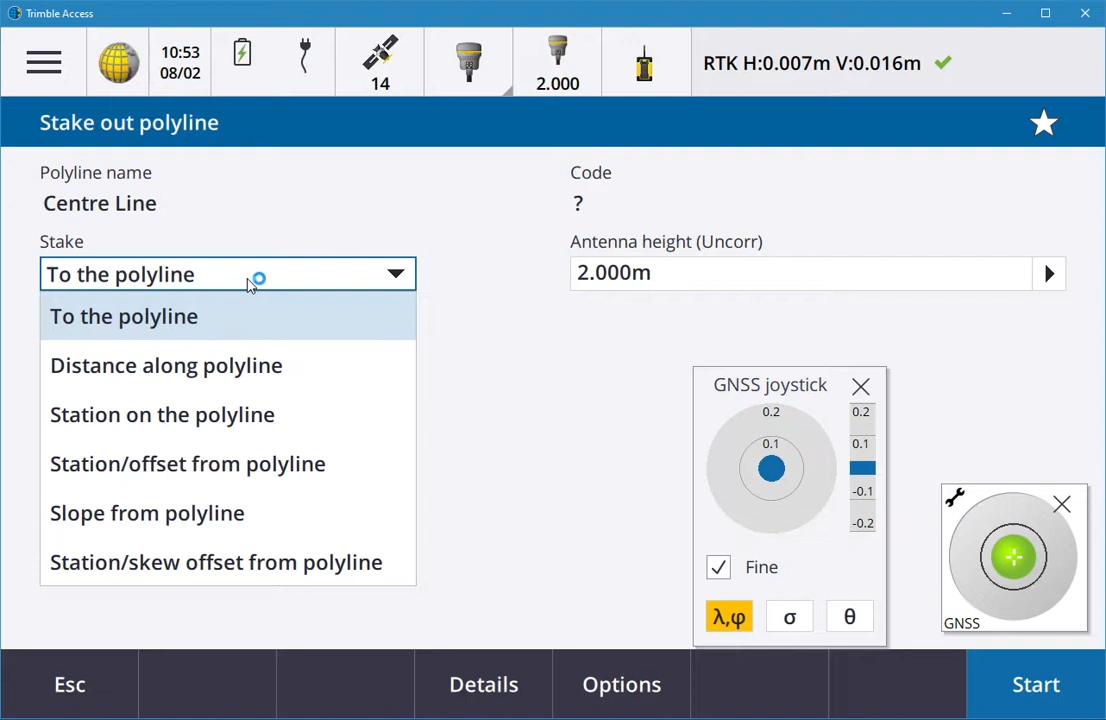 Trimble Access
10:53
08/02
14
2.000
RTK H:0.007m V:0.016m
Stake out polyline
Polyline name
Code
Centre Line
?
Stake
Antenna height (Uncorr)
To the polyline
2.000m
To the polyline
Distance along polyline
Station on the polyline
Station/offset from polyline
Slope from polyline
Station/skew offset from polyline
GNSS joystick
0.2
0.1
0.2
0.1
-0.1
-0.2
Fine
λ,φ
σ
θ
GNSS
Esc
Details
Options
Start